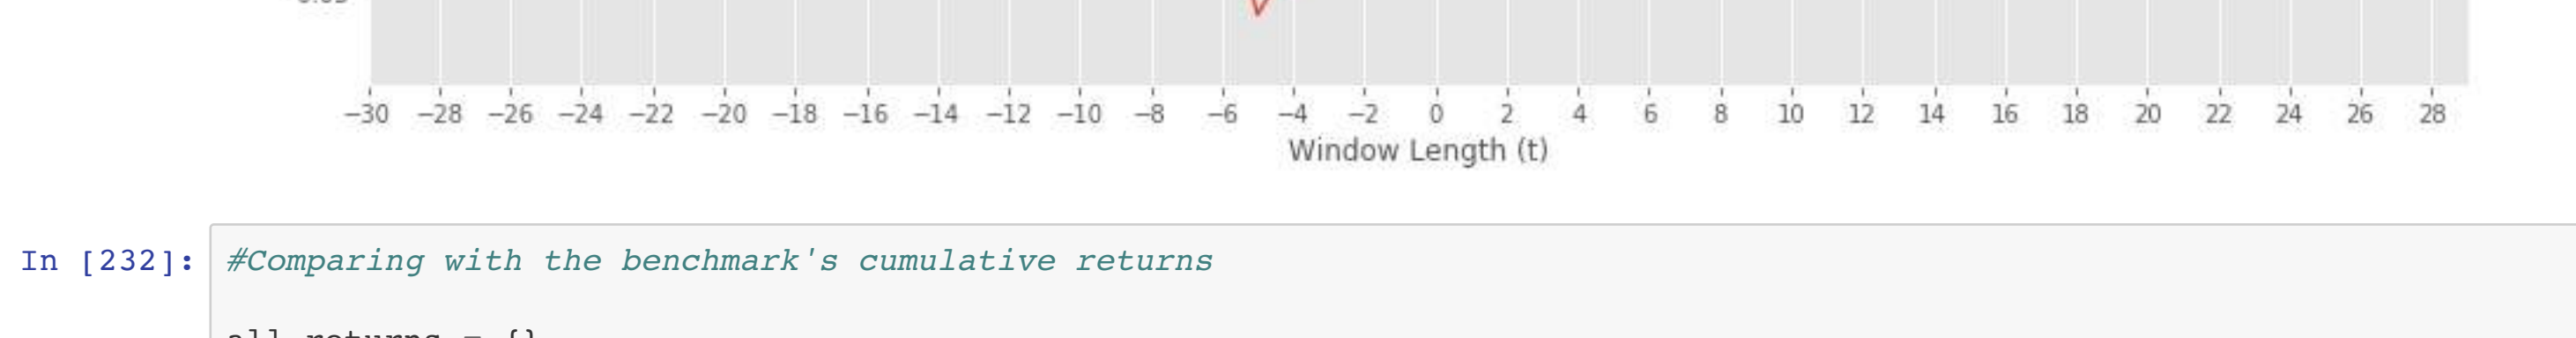 −30 −28 −26 −24 −22 −20 −18 −16 −14 −12 −10 −8 −6 −4 −2 0 2 4 6 8 10 12 14 16 18 20 22 24 26 28
Window Length (t)
In [232]: #Comparing with the benchmark's cumulative returns
all returns = {}